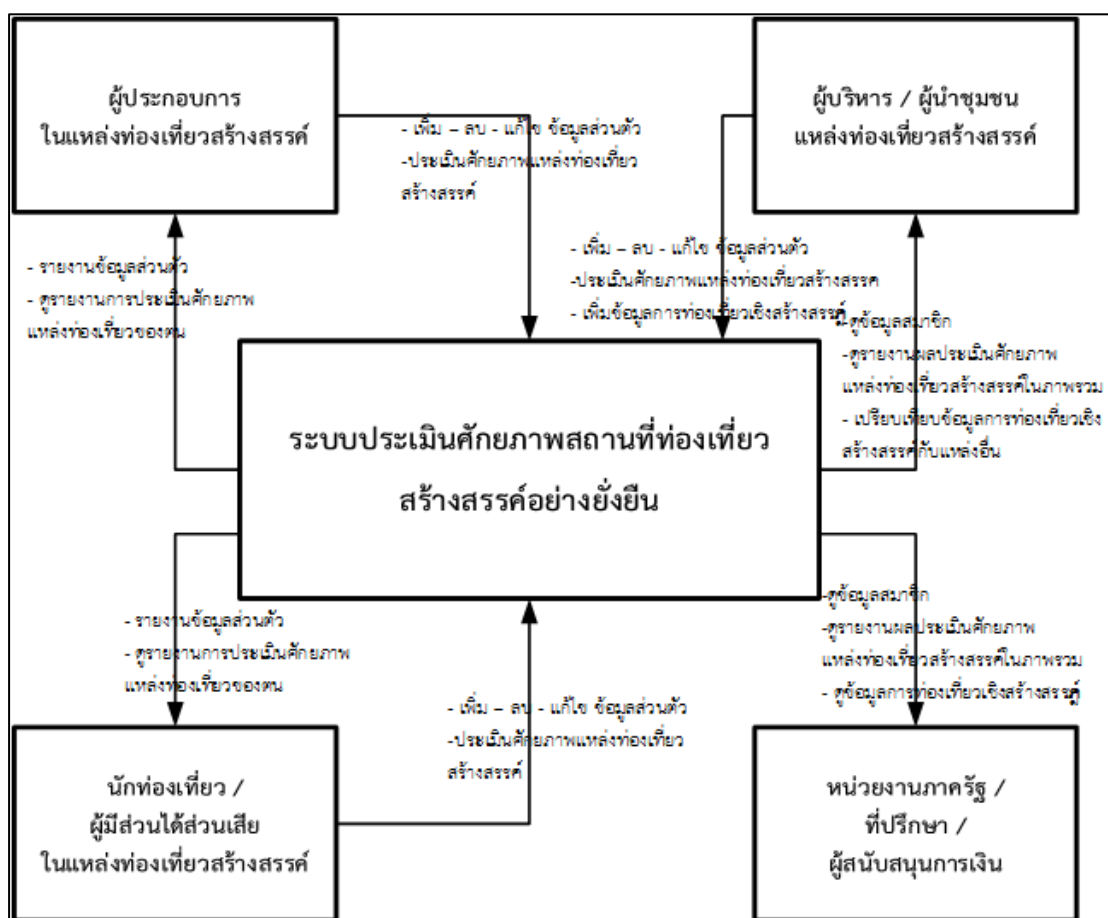 ผู้ประกอบการ
ในแหล่งท่องเที่ยวสร้างสรรค์
ผู้บริหาร / ผู้นำชุมชน
แหล่งท่องเที่ยวสร้างสรรค์
- เพิ่ม – ลบ - แก้ไข ข้อมูลส่วนตัว
-ประเมินศักยภาพแหล่งท่องเที่ยว
สร้างสรรค์
- รายงานข้อมูลส่วนตัว
- ดูรายงานการประเมินศักยภาพ
แหล่งท่องเที่ยวของตน
- เพิ่ม – ลบ - แก้ไข ข้อมูลส่วนตัว
-ประเมินศักยภาพแหล่งท่องเที่ยวสร้างสรรค
- เพิ่มข้อมูลการท่องเที่ยวเชิงสร้างสรรค์
-ดูข้อมูลสมาชิก
-ดูรายงานผลประเมินศักยภาพ
แหล่งท่องเที่ยวสร้างสรรค์ในภาพรวม
- เปรียบเทียบข้อมูลการท่องเที่ยวเชิง
สร้างสรรค์กับแหล่งอื่น
ระบบประเมินศักยภาพสถานที่ท่องเที่ยว
สร้างสรรค์อย่างยั่งยืน
- รายงานข้อมูลส่วนตัว
- ดูรายงานการประเมินศักยภาพ
แหล่งท่องเที่ยวของตน
-ดูข้อมูลสมาชิก
-ดูรายงานผลประเมินศักยภาพ
แหล่งท่องเที่ยวสร้างสรรค์ในภาพรวม
- ดูข้อมูลการท่องเที่ยวเชิงสร้างสรรค์
- เพิ่ม – ลบ - แก้ไข ข้อมูลส่วนตัว
-ประเมินศักยภาพแหล่งท่องเที่ยว
สร้างสรรค์
นักท่องเที่ยว /
ผู้มีส่วนได้ส่วนเสีย
ในแหล่งท่องเที่ยวสร้างสรรค์
หน่วยงานภาครัฐ /
ที่ปรึกษา /
ผู้สนับสนุนการเงิน